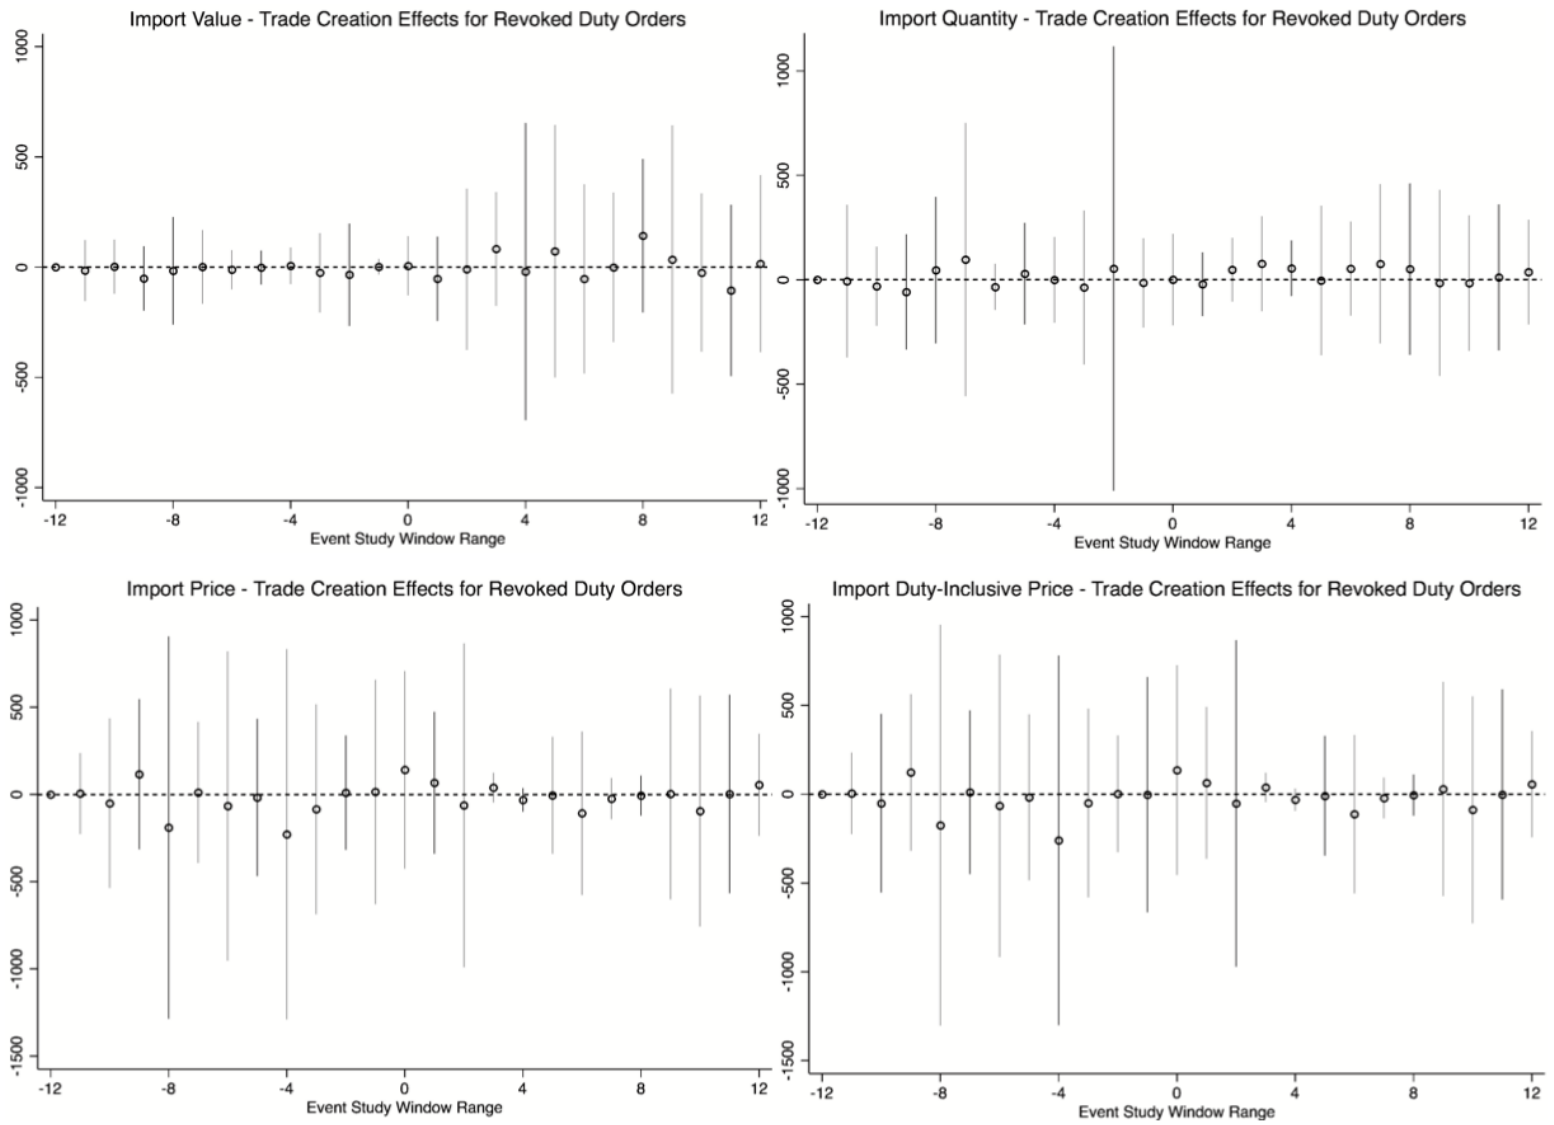 Import Value - Trade Creation Effects for Revoked Duty Orders
1000
500
0
-500
-1000
-12 -8 -4 0 4 8 12
Event Study Window Range
Import Quantity - Trade Creation Effects for Revoked Duty Orders
1000
500
0
-500
-1000
-12 -8 -4 0 4 8 12
Event Study Window Range
Import Price - Trade Creation Effects for Revoked Duty Orders
1000
500
0
-500
-1000
-1500
-12 -8 -4 0 4 8 12
Event Study Window Range
Import Duty-Inclusive Price - Trade Creation Effects for Revoked Duty Orders
1000
500
0
-500
-1000
-1500
-12 -8 -4 0 4 8 12
Event Study Window Range